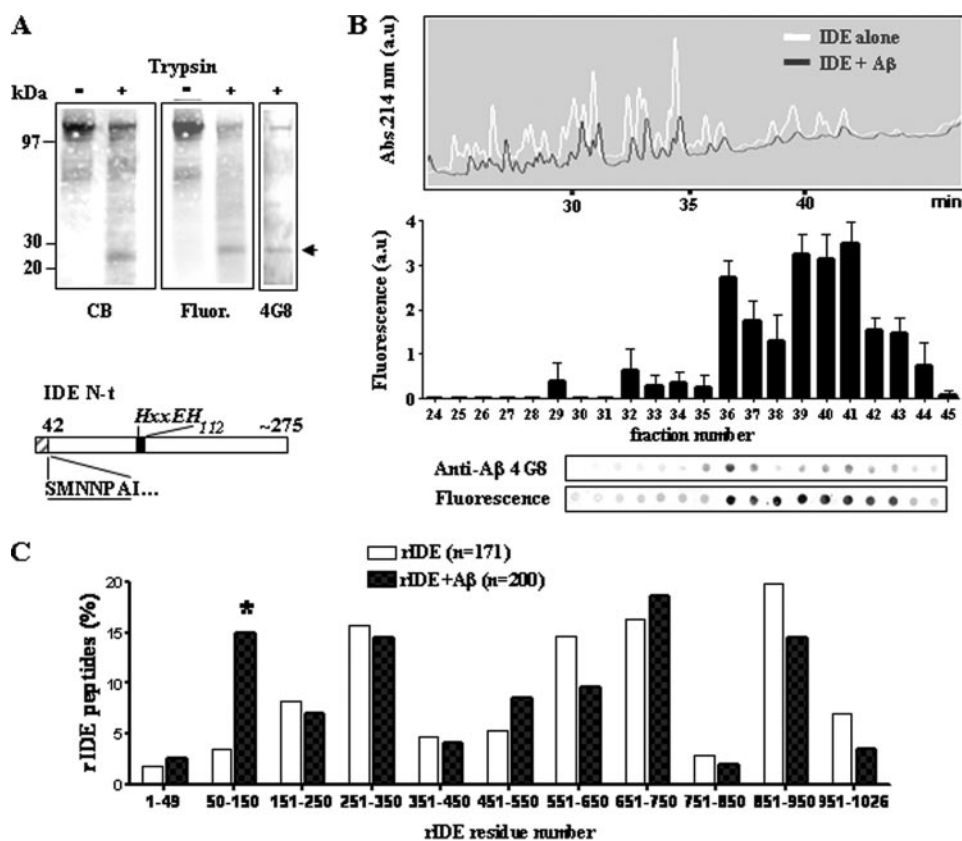 A
Trypsin
kDa - + - + +
97
30
20
CB Fluor. 4G8
IDE N-t
42 HxxEH112 ~275
SMNNPAI...
B
Abs.214 nm (a.u)
IDE alone
IDE + Aβ
30 35 40 min
Fluorescence (a.u)
4
3
2
1
0
24 25 26 27 28 29 30 31 32 33 34 35 36 37 38 39 40 41 42 43 44 45
fraction number
Anti-Aβ 4G8
Fluorescence
C
rIDE (n=171)
rIDE+Aβ (n=200)
rIDE peptides (%)
20
15
10
5
0
*
1-49 50-150 151-250 251-350 351-450 451-550 551-650 651-750 751-850 851-950 951-1026
rIDE residue number